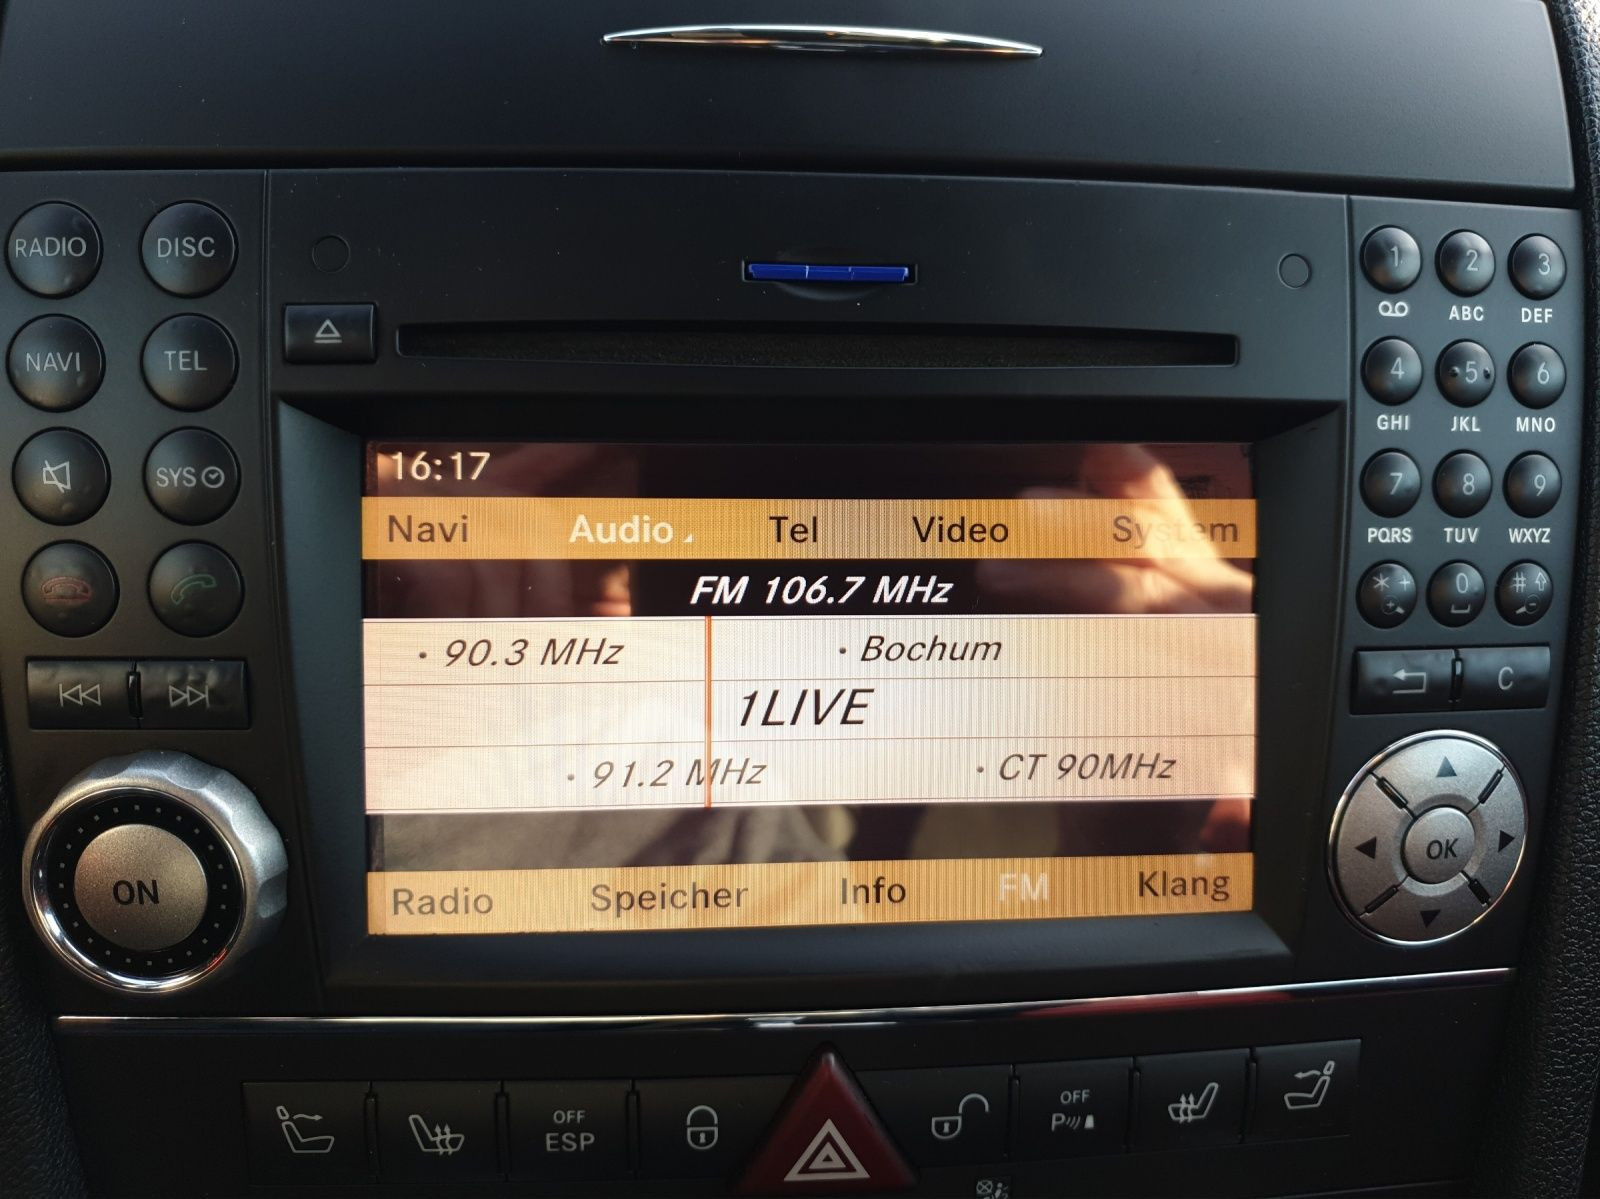 RADIO DISC
NAVI TEL
SYS
ON
16:17
Navi Audio Tel Video System
FM 106.7 MHz
· 90.3 MHz · Bochum
1LIVE
· 91.2 MHz · CT 90MHz
Radio Speicher Info FM Klang
1 2 3
ABC DEF
4 5 6
GHI JKL MNO
7 8 9
PQRS TUV WXYZ
* + 0 #
C
OK
OFF
ESP
OFF
P